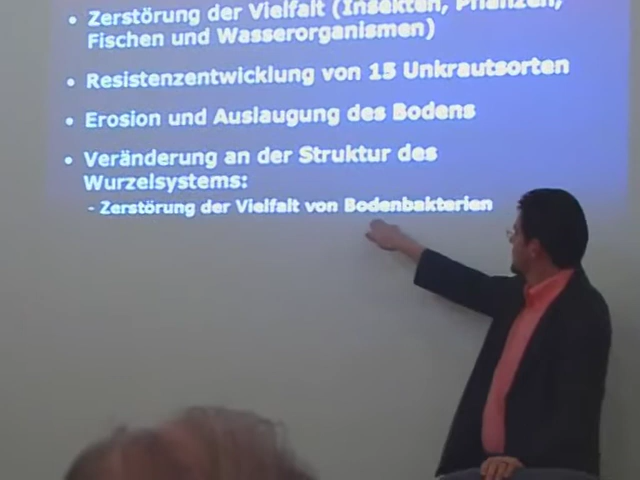 • Zerstörung der Vielfalt (Insekten, Pflanzen,
Fischen und Wasserorganismen)
• Resistenzentwicklung von 15 Unkrautsorten
• Erosion und Auslaugung des Bodens
• Veränderung an der Struktur des
Wurzelsystems:
- Zerstörung der Vielfalt von Bodenbakterien